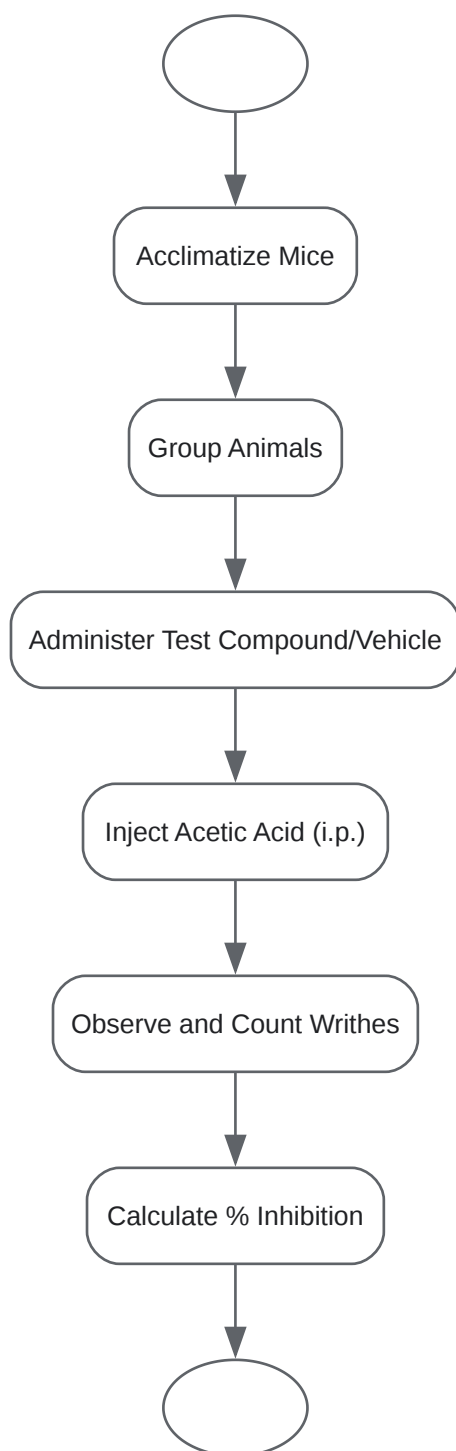 Acclimatize Mice
Group Animals
Administer Test Compound/Vehicle
Inject Acetic Acid (i.p.)
Observe and Count Writhes
Calculate % Inhibition